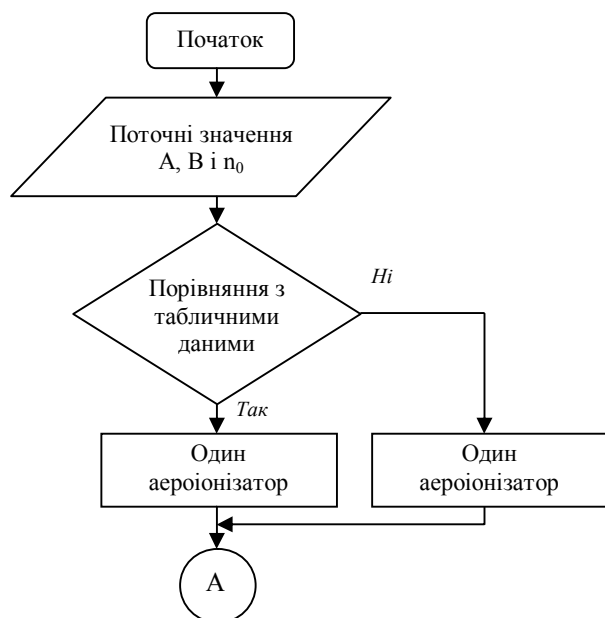 Початок
Поточні значення
А, В і n₀
Порівняння з
табличними
даними
Ні
Так
Один
аероіонізатор
Один
аероіонізатор
А